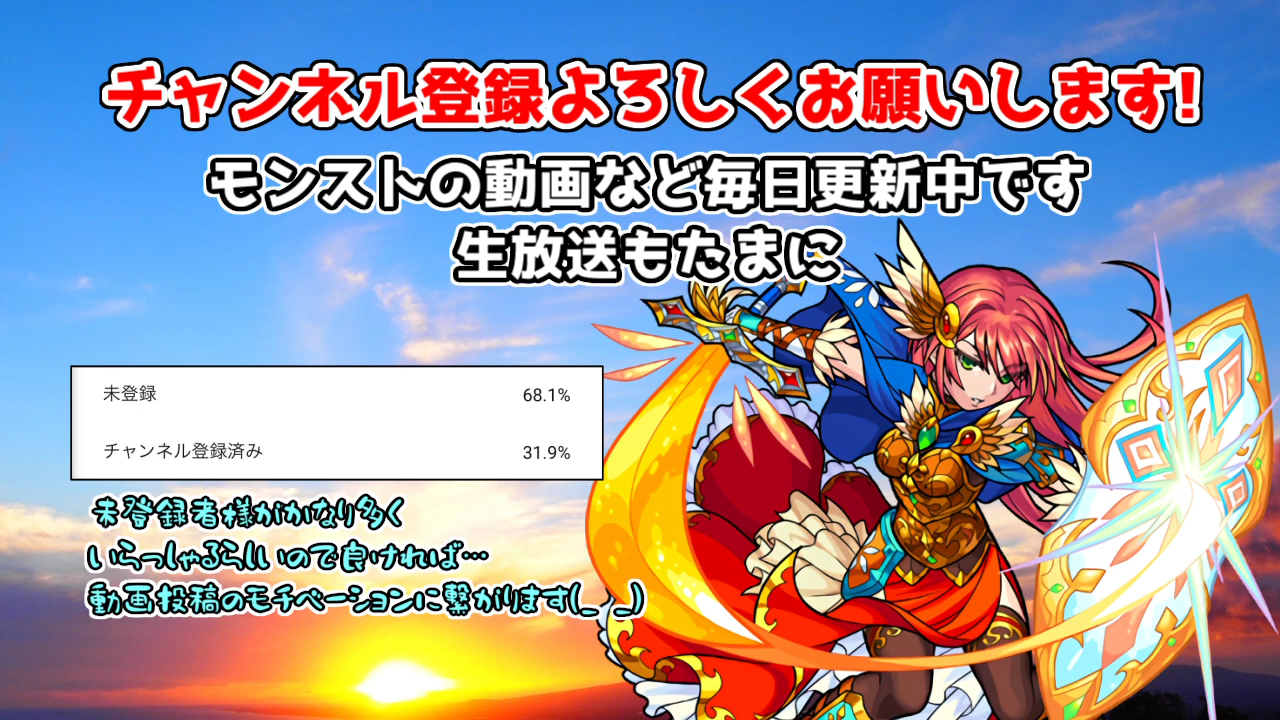 チャンネル登録よろしくお願いします!
モンストの動画など毎日更新中です
生放送もたまに
未登録 68.1%
チャンネル登録済み 31.9%
未登録者様がかなり多く
いらっしゃるらしいので良ければ…
動画投稿のモチベーションに繋がります(_ _)